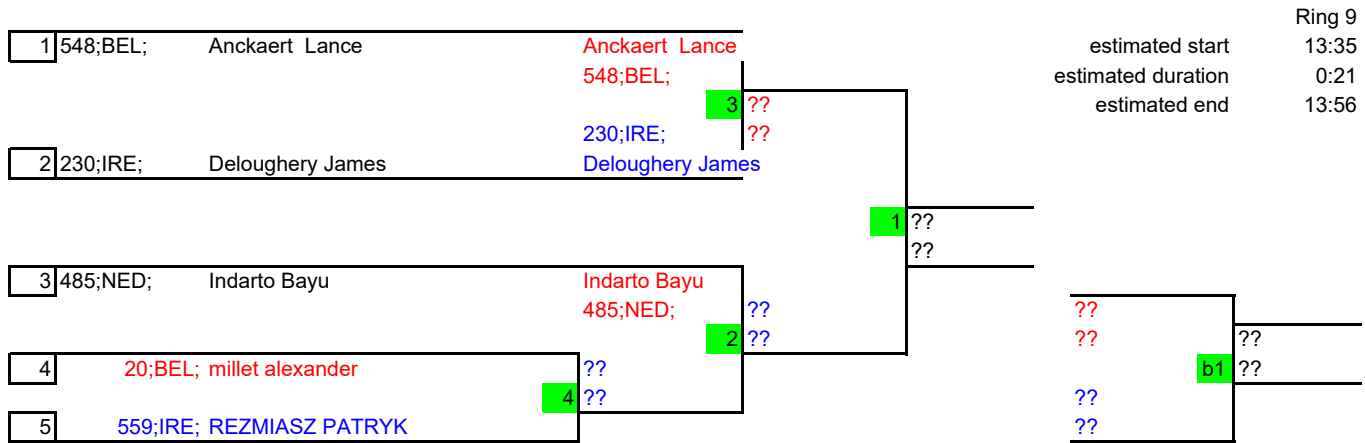 Ring 9
1 548;BEL; Anckaert  Lance Anckaert  Lance estimated start 13:35
548;BEL; estimated duration 0:21
3 ?? estimated end 13:56
230;IRE; ??
2 230;IRE; Deloughery James Deloughery James
1 ??
??
3 485;NED; Indarto Bayu Indarto Bayu
485;NED; ?? ??
2 ?? ?? ??
4 20;BEL; millet alexander ?? b1 ??
4 ?? ??
5 559;IRE; REZMIASZ PATRYK ??